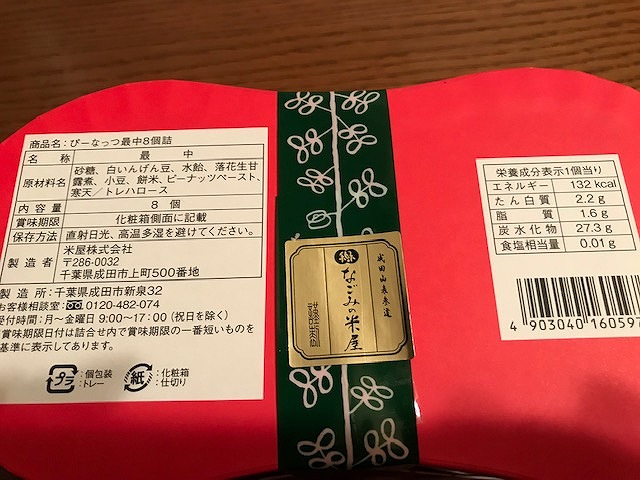 商品名:ぴーなっつ最中8個詰
名称 最中
原材料名 砂糖、白いんげん豆、水飴、落花生甘
露煮、小豆、餅米、ピーナッツペースト、
寒天／トレハロース
内容量 8個
賞味期限 化粧箱側面に記載
保存方法 直射日光、高温多湿を避けてください。
製造者 米屋株式会社
〒286-0032
千葉県成田市上町500番地
製造所:千葉県成田市新泉32
お客様相談室: 0120-482-074
受付時間:月～金曜日 9:00～17:00 (祝日を除く)
賞味期限日付は詰合せ内で賞味期限の一番短いものを
基準に表示してあります。
プラ :個包装
:トレー
紙 :化粧箱
:仕切り
成田山表参道
なごみの米屋
栄養成分表示1個当り
エネルギー 132 kcal
たん白質 2.2 g
脂質 1.6 g
炭水化物 27.3 g
食塩相当量 0.01 g
4 903040 160597